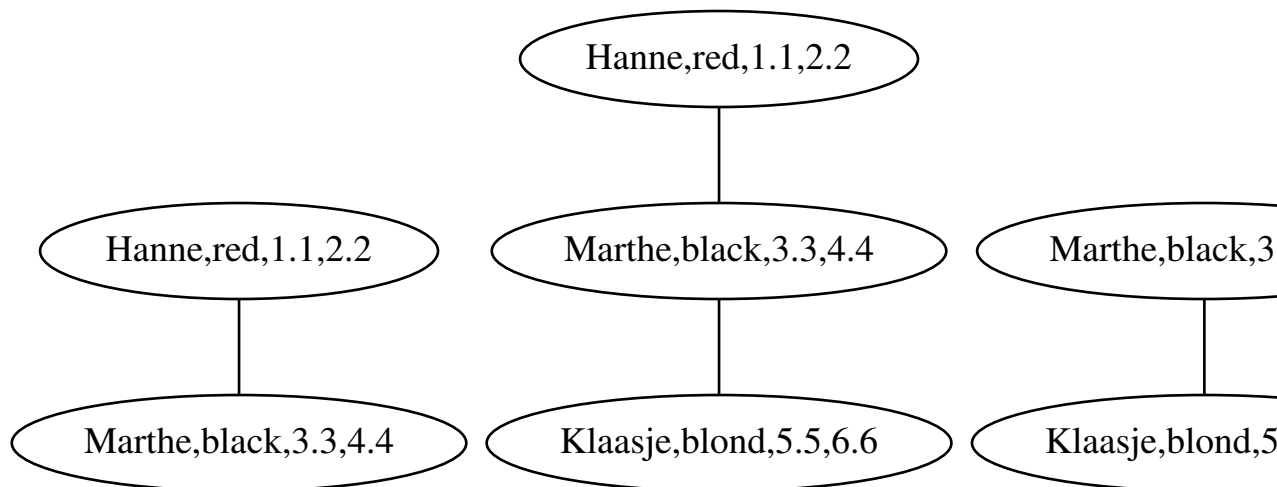 Hanne,red,1.1,2.2
Hanne,red,1.1,2.2
Marthe,black,3.3,4.4
Marthe,black,3
Marthe,black,3.3,4.4
Klaasje,blond,5.5,6.6
Klaasje,blond,5